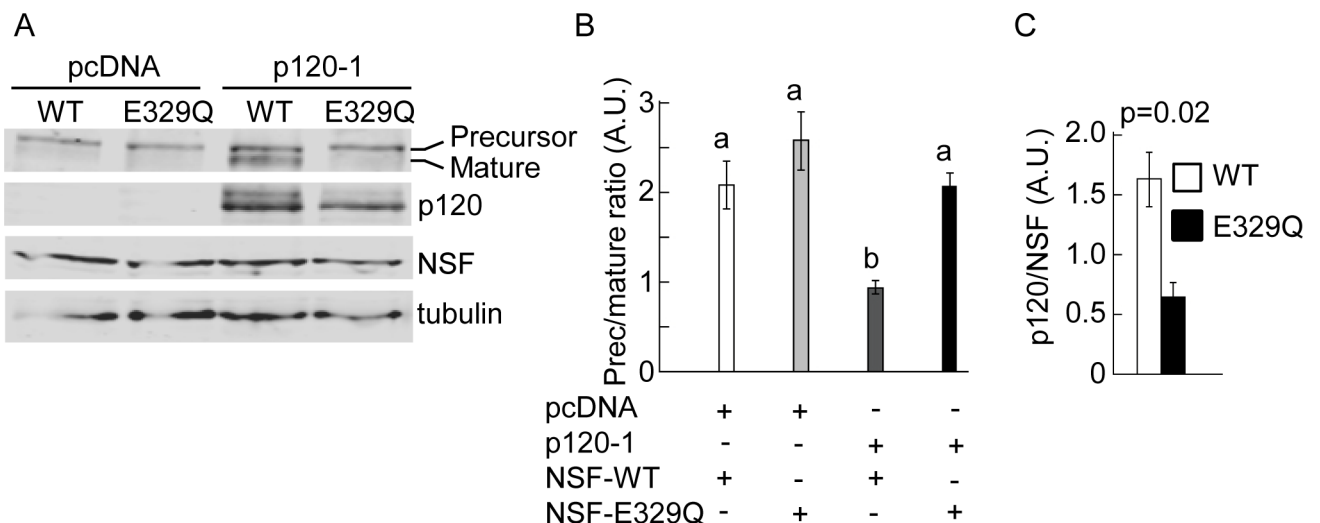 A
pcDNA p120-1
WT E329Q WT E329Q
Precursor
Mature
p120
NSF
tubulin
B
Prec/mature ratio (A.U.)
3
2
1
0
a a b a
pcDNA + + - -
p120-1 - - + +
NSF-WT + - + -
NSF-E329Q - + - +
C
p120/NSF (A.U.)
p=0.02
2.0
1.5
1.0
0.5
0
WT
E329Q